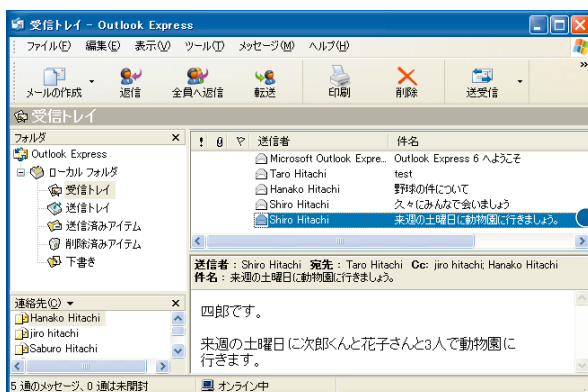 受信トレイ - Outlook Express
ファイル(F) 編集(E) 表示(V) ツール(T) メッセージ(M) ヘルプ(H)
メールの作成 返信 全員へ返信 転送 印刷 削除 送受信
受信トレイ
フォルダ
Outlook Express
ローカル フォルダ
受信トレイ
送信トレイ
送信済みアイテム
削除済みアイテム
下書き
連絡先(C)
Hanako Hitachi
jiro hitachi
Saburo Hitachi
送信者 件名
Microsoft Outlook Expre... Outlook Express 6 へようこそ
Taro Hitachi test
Hanako Hitachi 野球の件について
Shiro Hitachi 久々にみんなで会いましょう
Shiro Hitachi 来週の土曜日に動物園に行きましょう。
送信者： Shiro Hitachi 宛先： Taro Hitachi Cc: jiro hitachi; Hanako Hitachi
件名： 来週の土曜日に動物園に行きましょう。
四郎です。
来週の土曜日に次郎くんと花子さんと3人で動物園に
行きます。
5 通のメッセージ、0 通は未開封 オンライン中